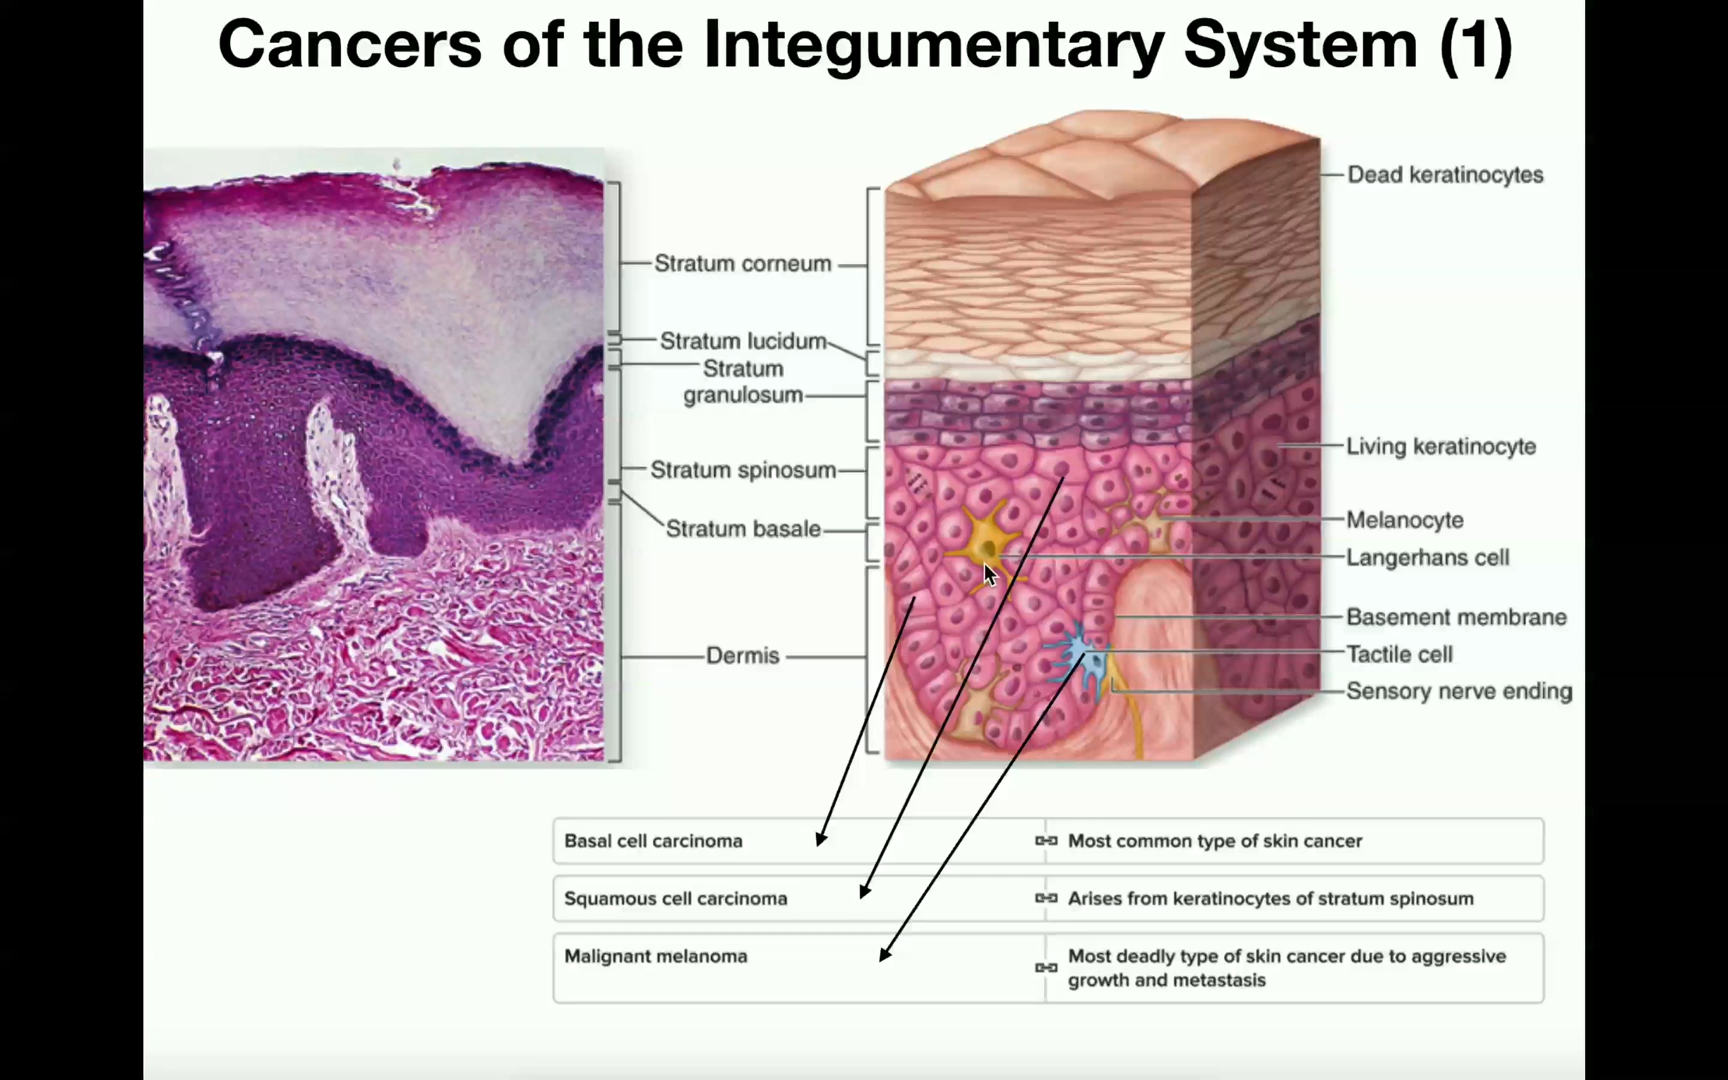 Cancers of the Integumentary System (1)
Dead keratinocytes
Stratum corneum
Stratum lucidum
Stratum
granulosum
Living keratinocyte
Stratum spinosum
Melanocyte
Stratum basale
Langerhans cell
Basement membrane
Dermis
Tactile cell
Sensory nerve ending
Basal cell carcinoma
Most common type of skin cancer
Squamous cell carcinoma
Arises from keratinocytes of stratum spinosum
Malignant melanoma
Most deadly type of skin cancer due to aggressive
growth and metastasis